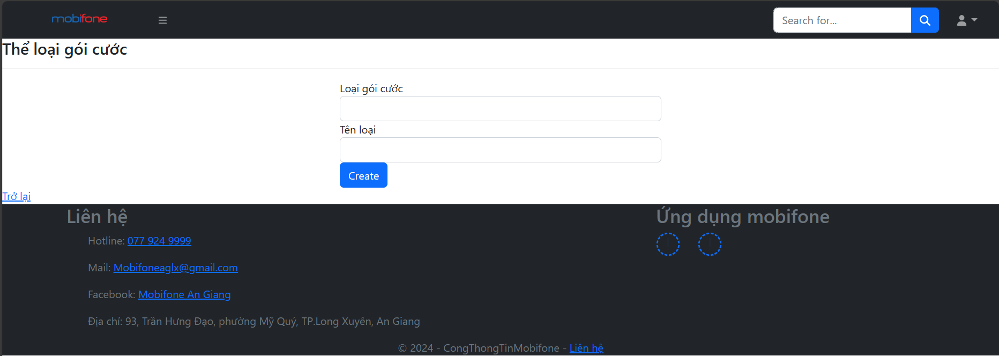 mobifone
Search for...
Thể loại gói cước
Loại gói cước
Tên loại
Create
Trở lại
Liên hệ
Ứng dụng mobifone
Hotline: 077 924 9999
Mail: Mobifoneaglx@gmail.com
Facebook: Mobifone An Giang
Địa chỉ: 93, Trần Hưng Đạo, phường Mỹ Quý, TP.Long Xuyên, An Giang
© 2024 - CongThongTinMobifone - Liên hệ